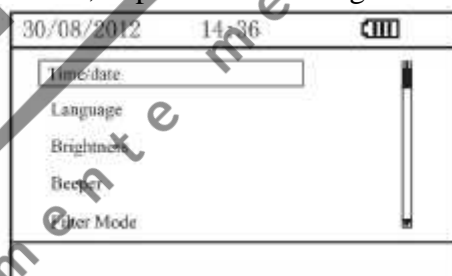 30/08/2012 14:36
Time/date
Language
Brightness
Beeper
Filter Mode